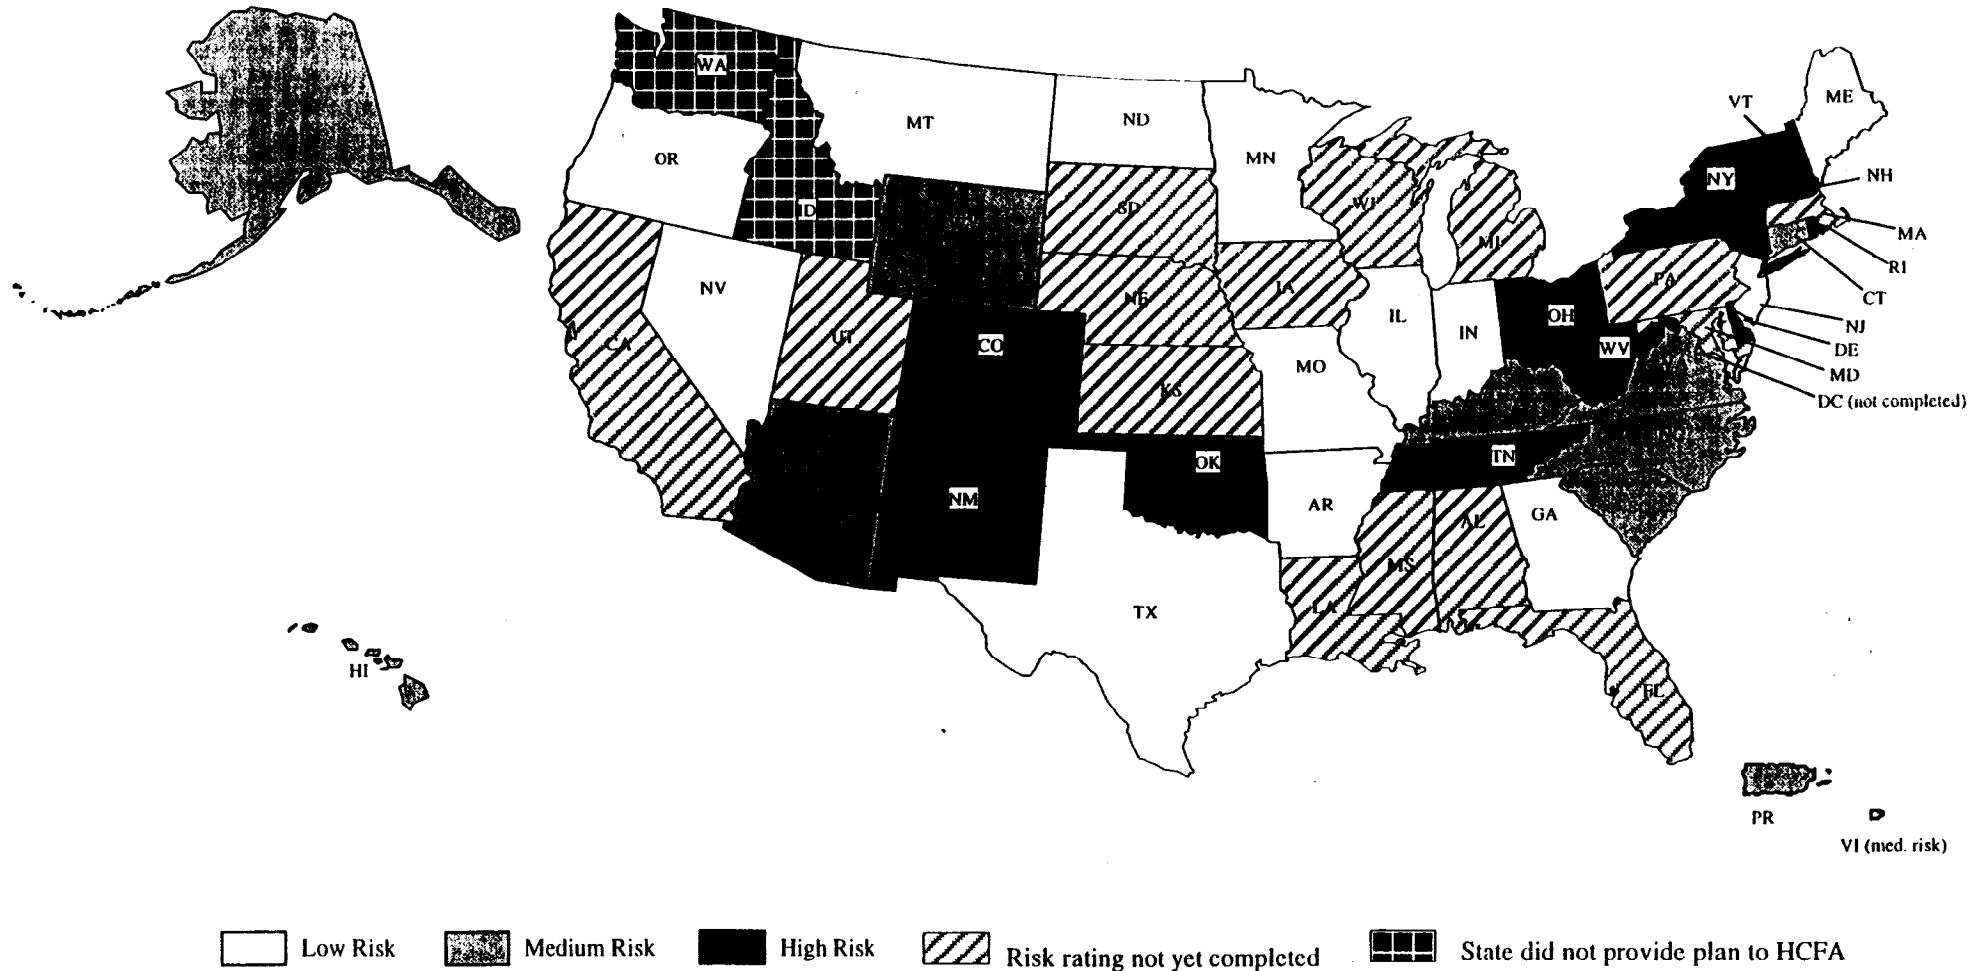 WA
MT
ND
MN
OR
ID
SD
WI
MI
VT
ME
NY
NH
MA
RI
CT
NJ
DE
MD
DC (not completed)
NV
UT
CA
CO
NE
IA
IL
IN
OH
PA
WV
KS
MO
OK
TN
NM
AR
GA
AL
MS
LA
TX
FL
HI
PR
VI (med. risk)
Low Risk
Medium Risk
High Risk
Risk rating not yet completed
State did not provide plan to HCFA